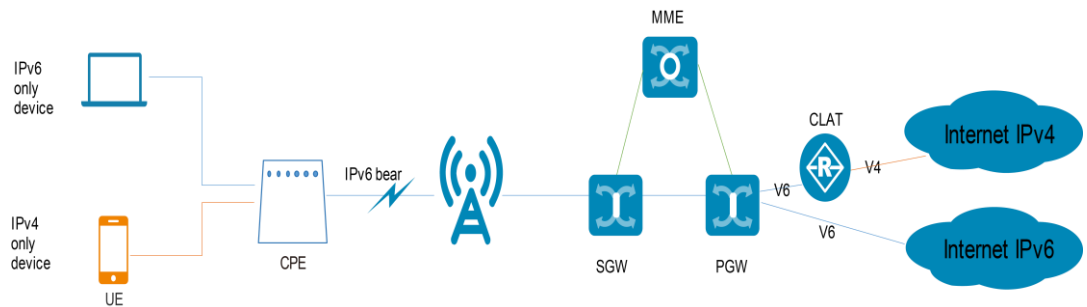 MME
IPv6
only
device
CLAT
Internet IPv4
R
V6
V4
IPv6 bear
IPv4
only
device
UE
CPE
SGW
PGW
V6
Internet IPv6